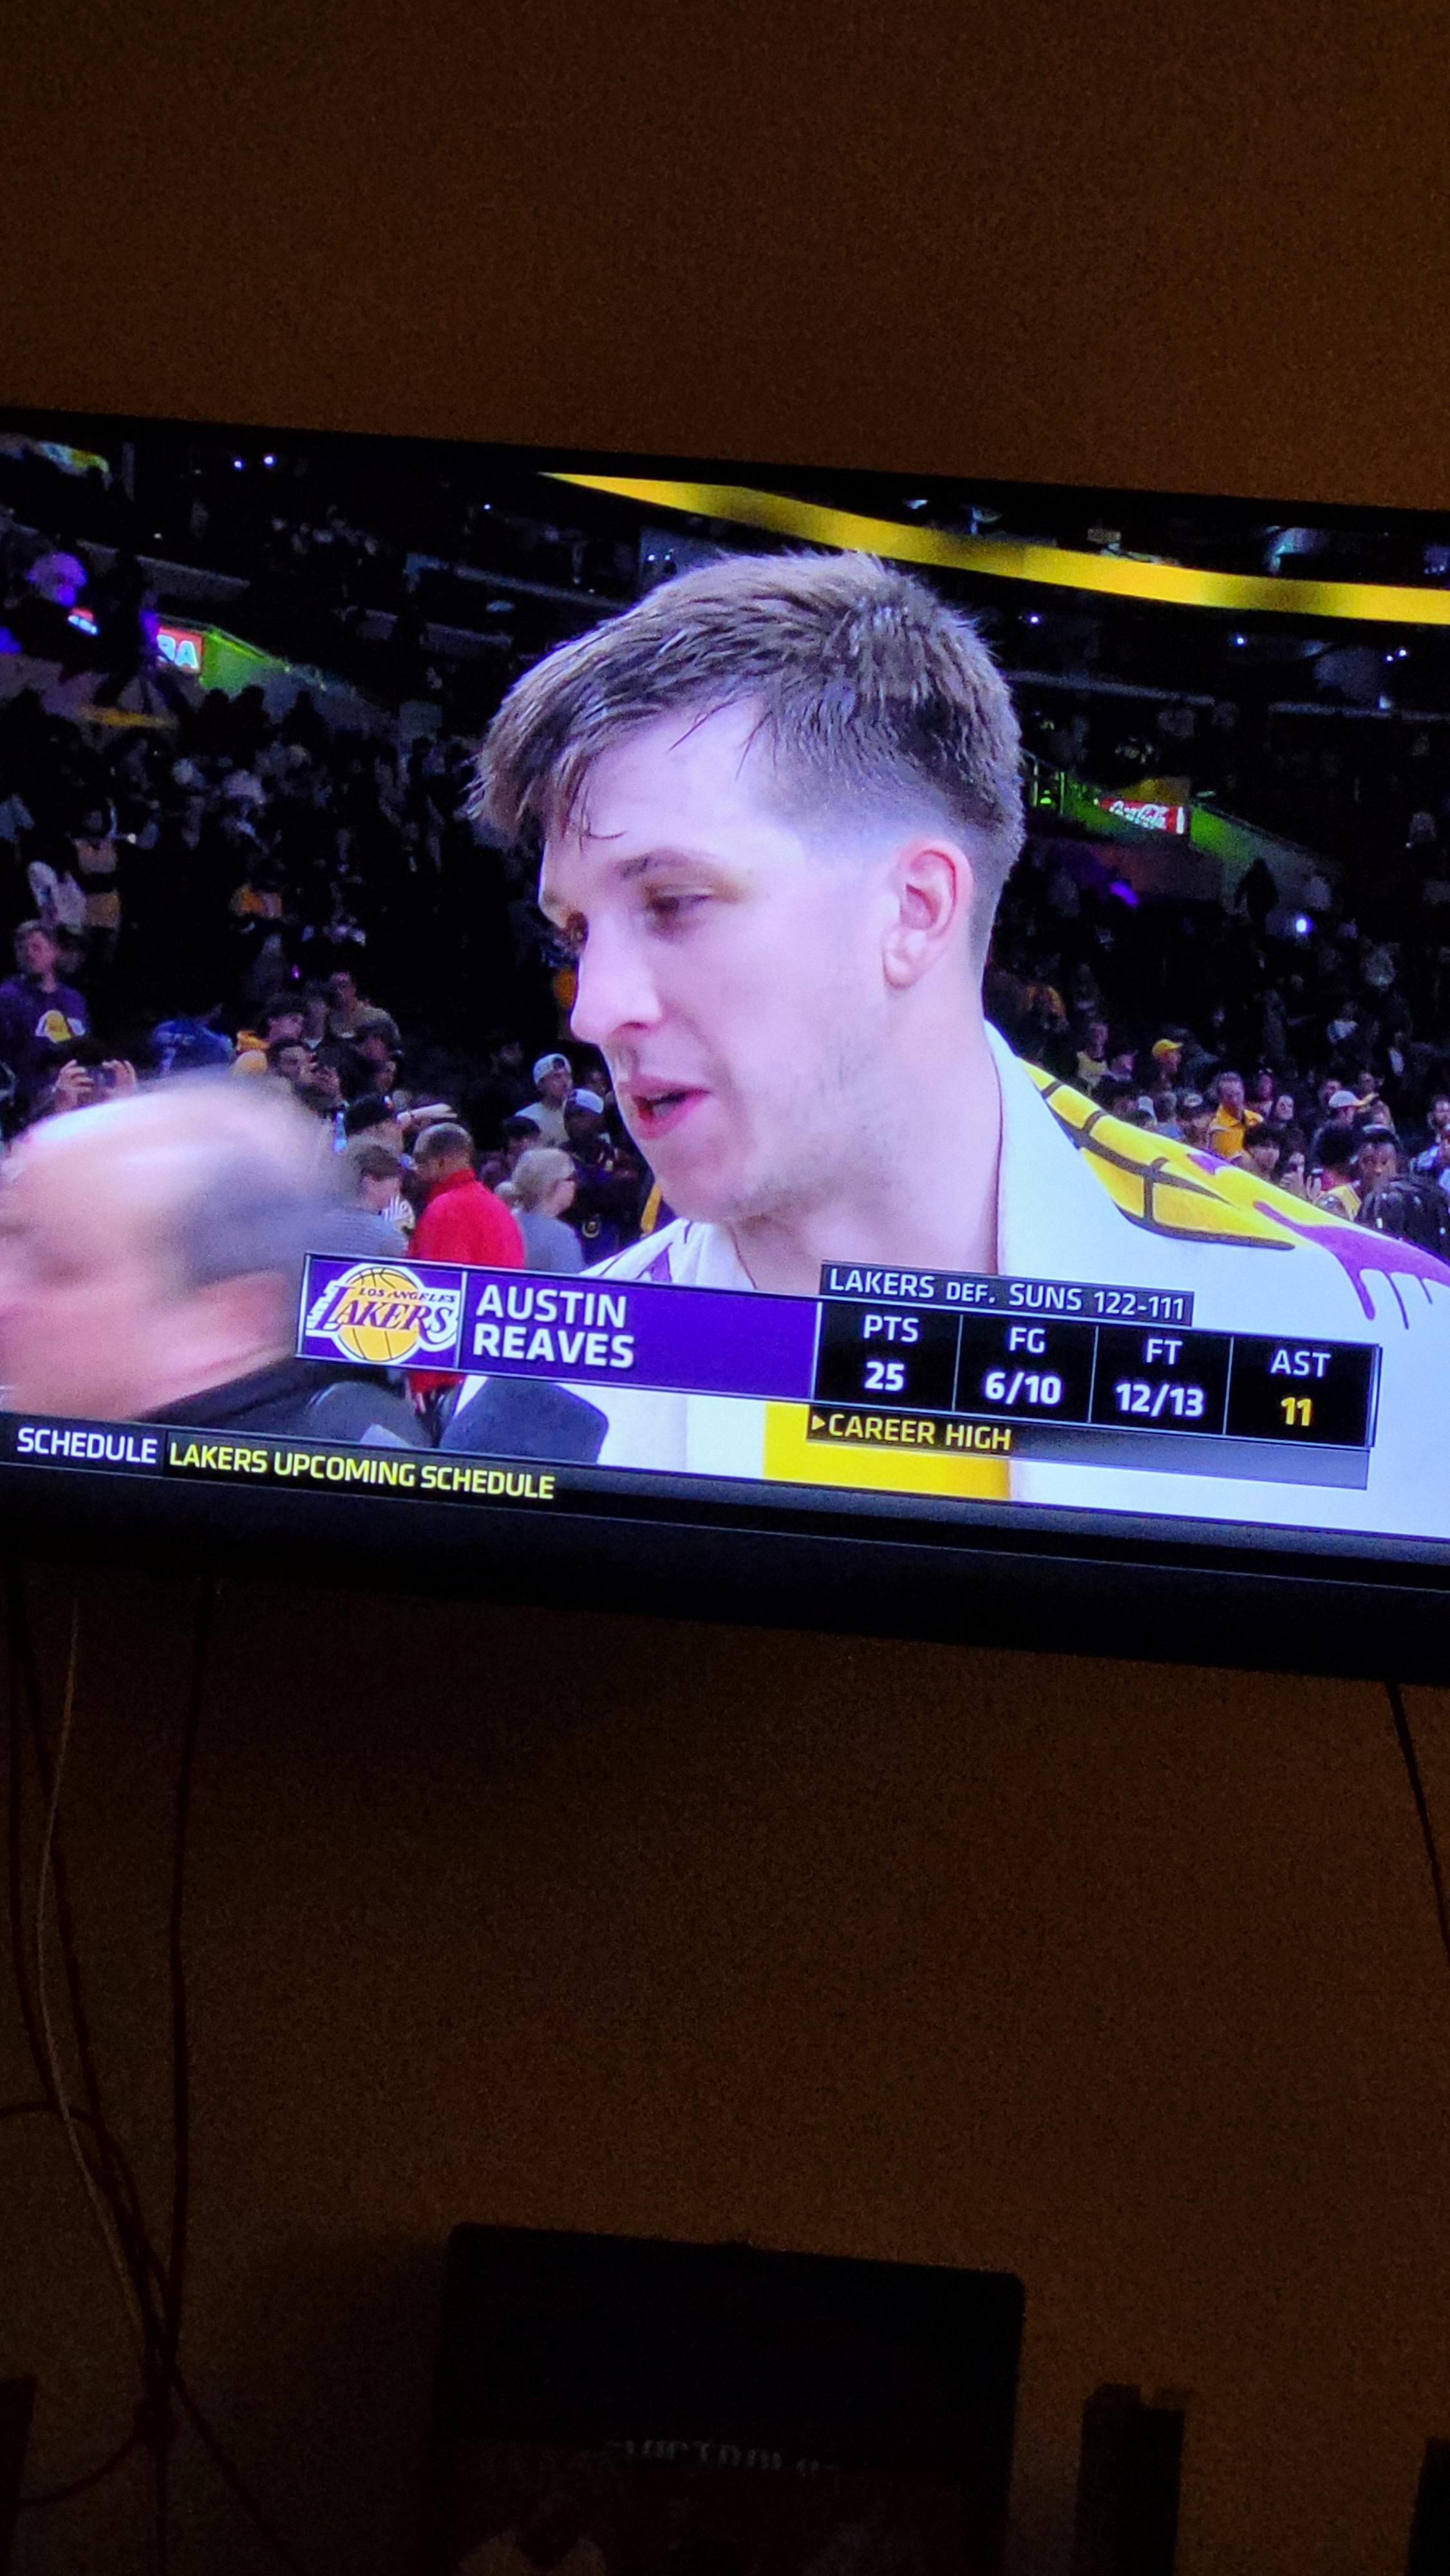 Coca-Cola
LOS ANGELES
LAKERS
AUSTIN
REAVES
LAKERS DEF. SUNS 122-111
PTS FG FT AST
25 6/10 12/13 11
▸CAREER HIGH
SCHEDULE LAKERS UPCOMING SCHEDULE